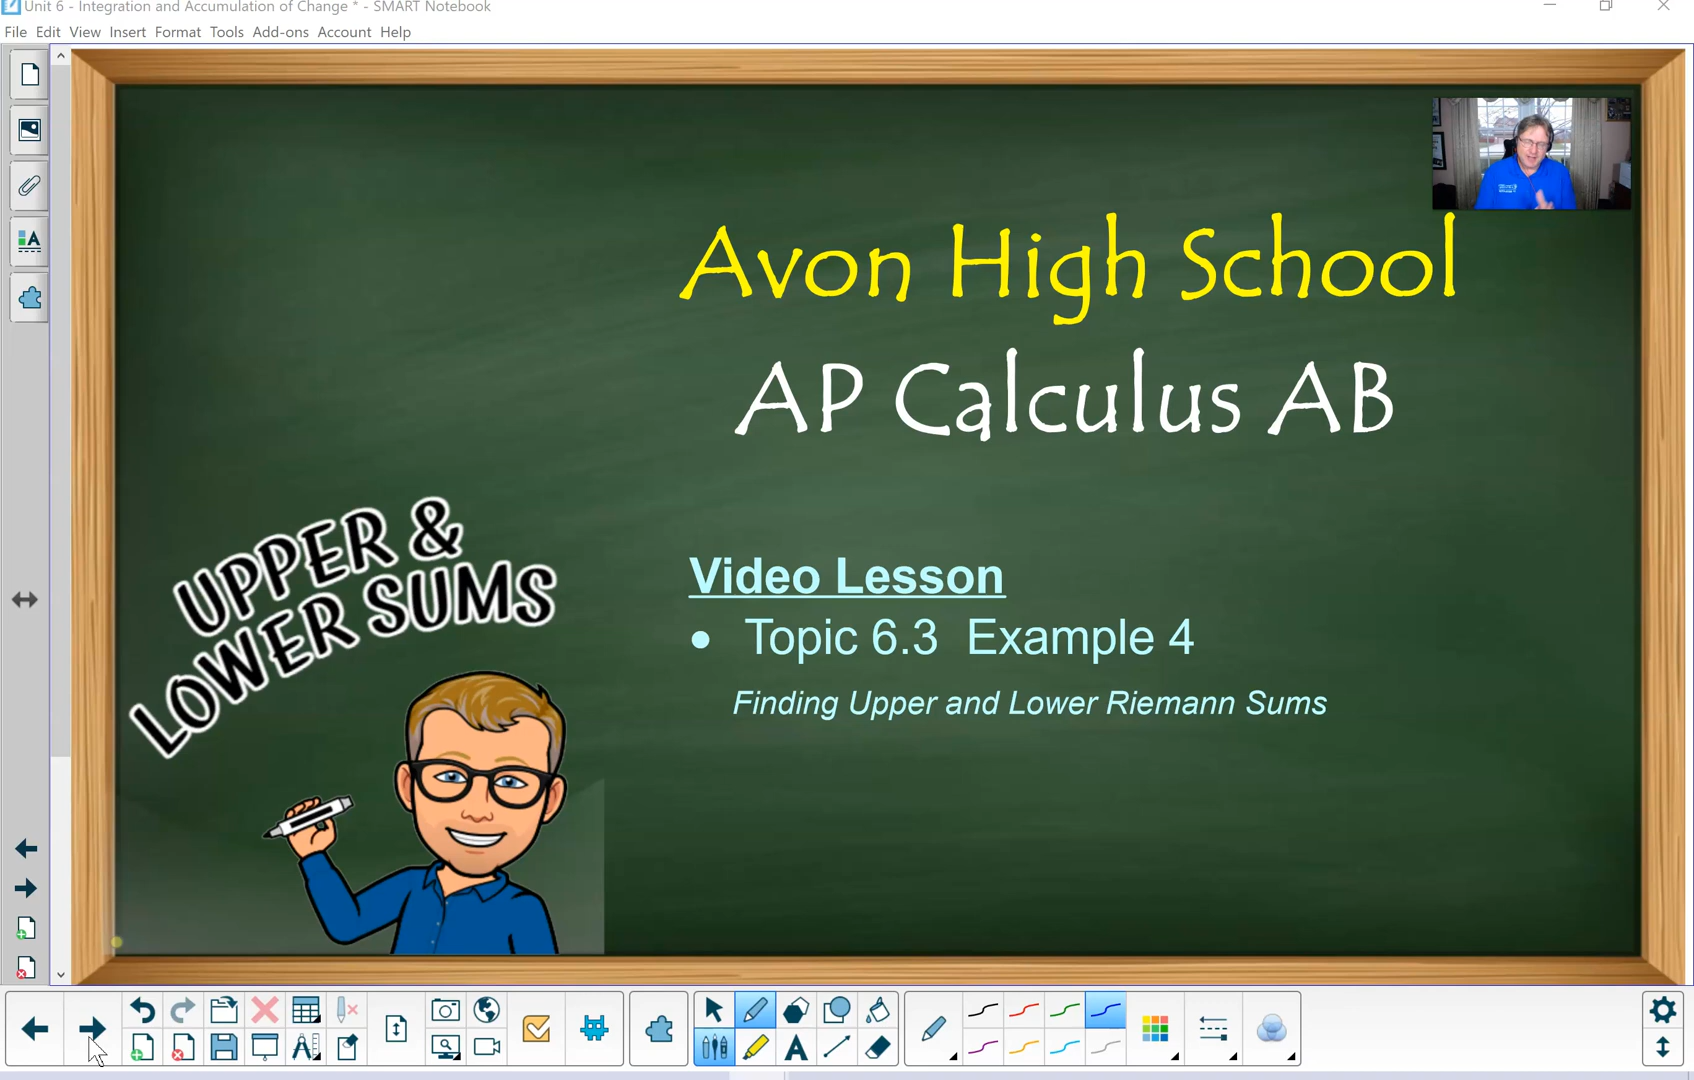 Unit 6 - Integration and Accumulation of Change * - SMART Notebook
File Edit View Insert Format Tools Add-ons Account Help
Avon High School
AP Calculus AB
UPPER &
LOWER SUMS
Video Lesson
• Topic 6.3 Example 4
Finding Upper and Lower Riemann Sums